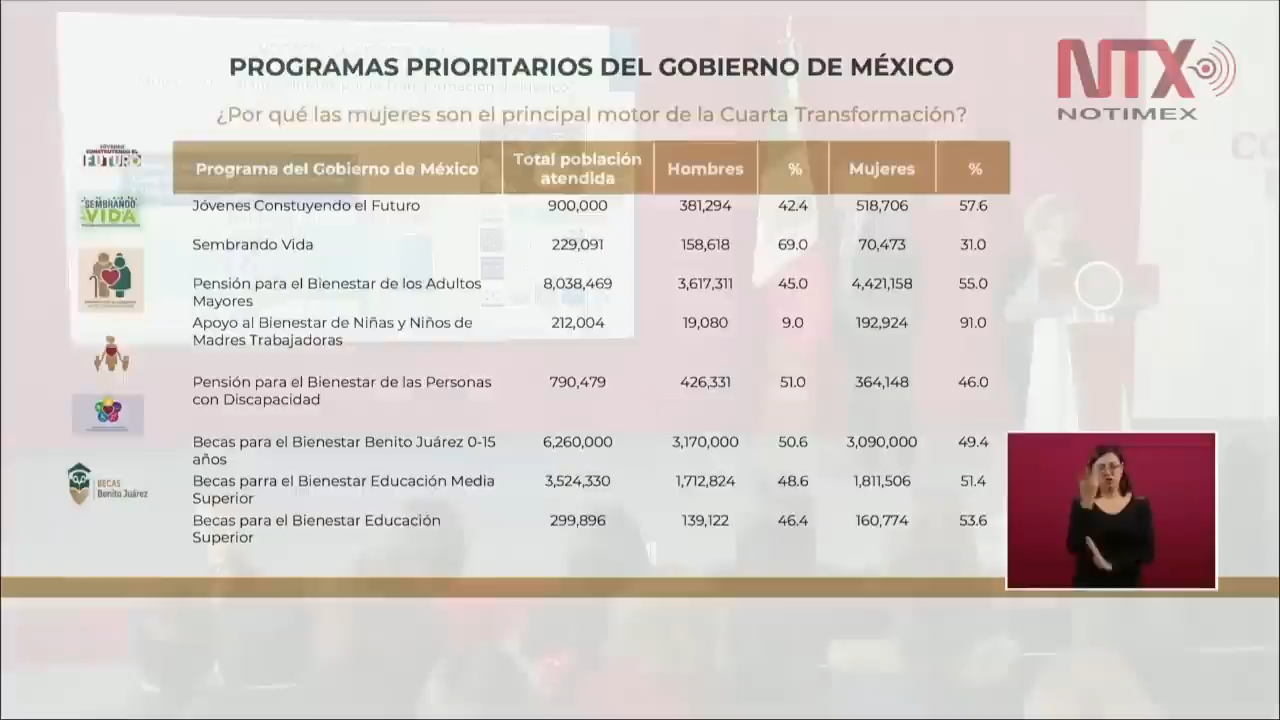 PROGRAMAS PRIORITARIOS DEL GOBIERNO DE MÉXICO
NTX
NOTIMEX
¿Por qué las mujeres son el principal motor de la Cuarta Transformación?
JÓVENES
CONSTRUYENDO EL
FUTURO
Programa del Gobierno de México Total población atendida Hombres % Mujeres %
SEMBRANDO
VIDA
Jóvenes Constuyendo el Futuro 900,000 381,294 42.4 518,706 57.6
Sembrando Vida 229,091 158,618 69.0 70,473 31.0
Pensión para el Bienestar de los Adultos 8,038,469 3,617,311 45.0 4,421,158 55.0
Mayores
Apoyo al Bienestar de Niñas y Niños de 212,004 19,080 9.0 192,924 91.0
Madres Trabajadoras
Pensión para el Bienestar de las Personas 790,479 426,331 51.0 364,148 46.0
con Discapacidad
Becas para el Bienestar Benito Juárez 0-15 6,260,000 3,170,000 50.6 3,090,000 49.4
años
Becas parra el Bienestar Educación Media 3,524,330 1,712,824 48.6 1,811,506 51.4
Superior
Becas para el Bienestar Educación 299,896 139,122 46.4 160,774 53.6
Superior
BECAS
Benito Juárez